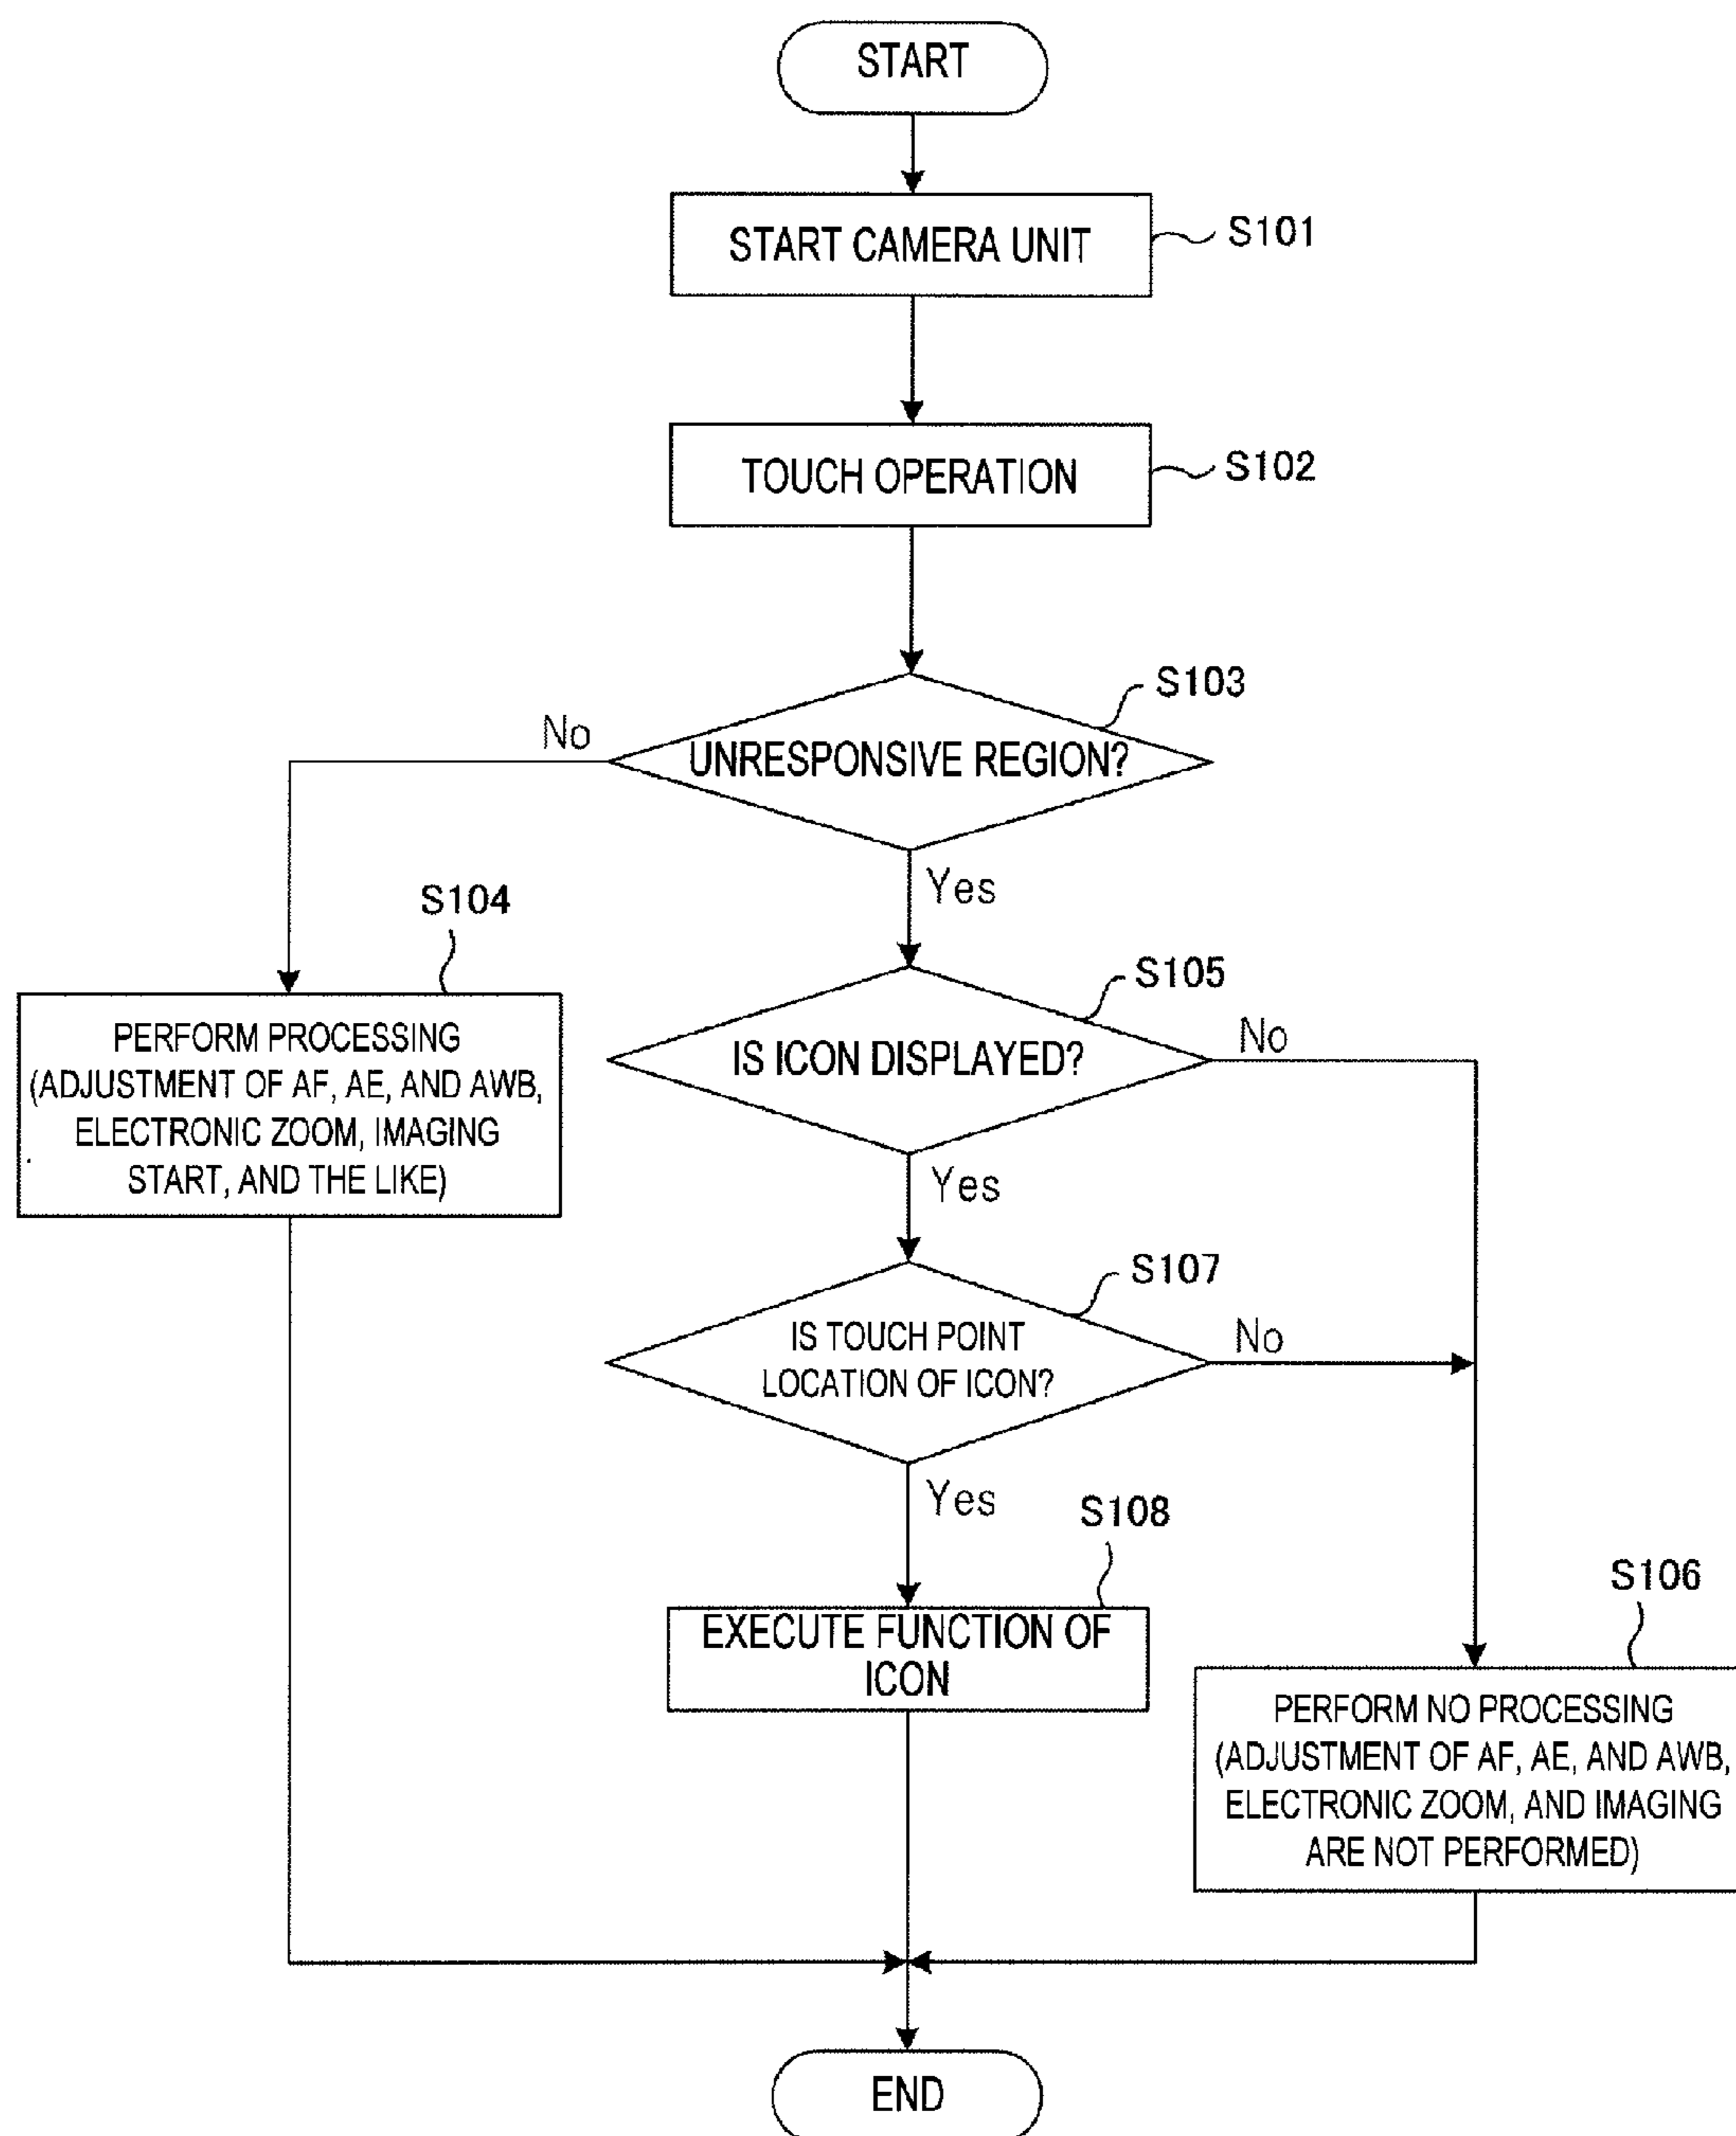 START
START CAMERA UNIT
S101
TOUCH OPERATION
S102
S103
UNRESPONSIVE REGION?
No
Yes
S104
PERFORM PROCESSING
(ADJUSTMENT OF AF, AE, AND AWB,
ELECTRONIC ZOOM, IMAGING
START, AND THE LIKE)
S105
IS ICON DISPLAYED?
No
Yes
S107
IS TOUCH POINT
LOCATION OF ICON?
No
Yes
S108
EXECUTE FUNCTION OF
ICON
S106
PERFORM NO PROCESSING
(ADJUSTMENT OF AF, AE, AND AWB,
ELECTRONIC ZOOM, AND IMAGING
ARE NOT PERFORMED)
END